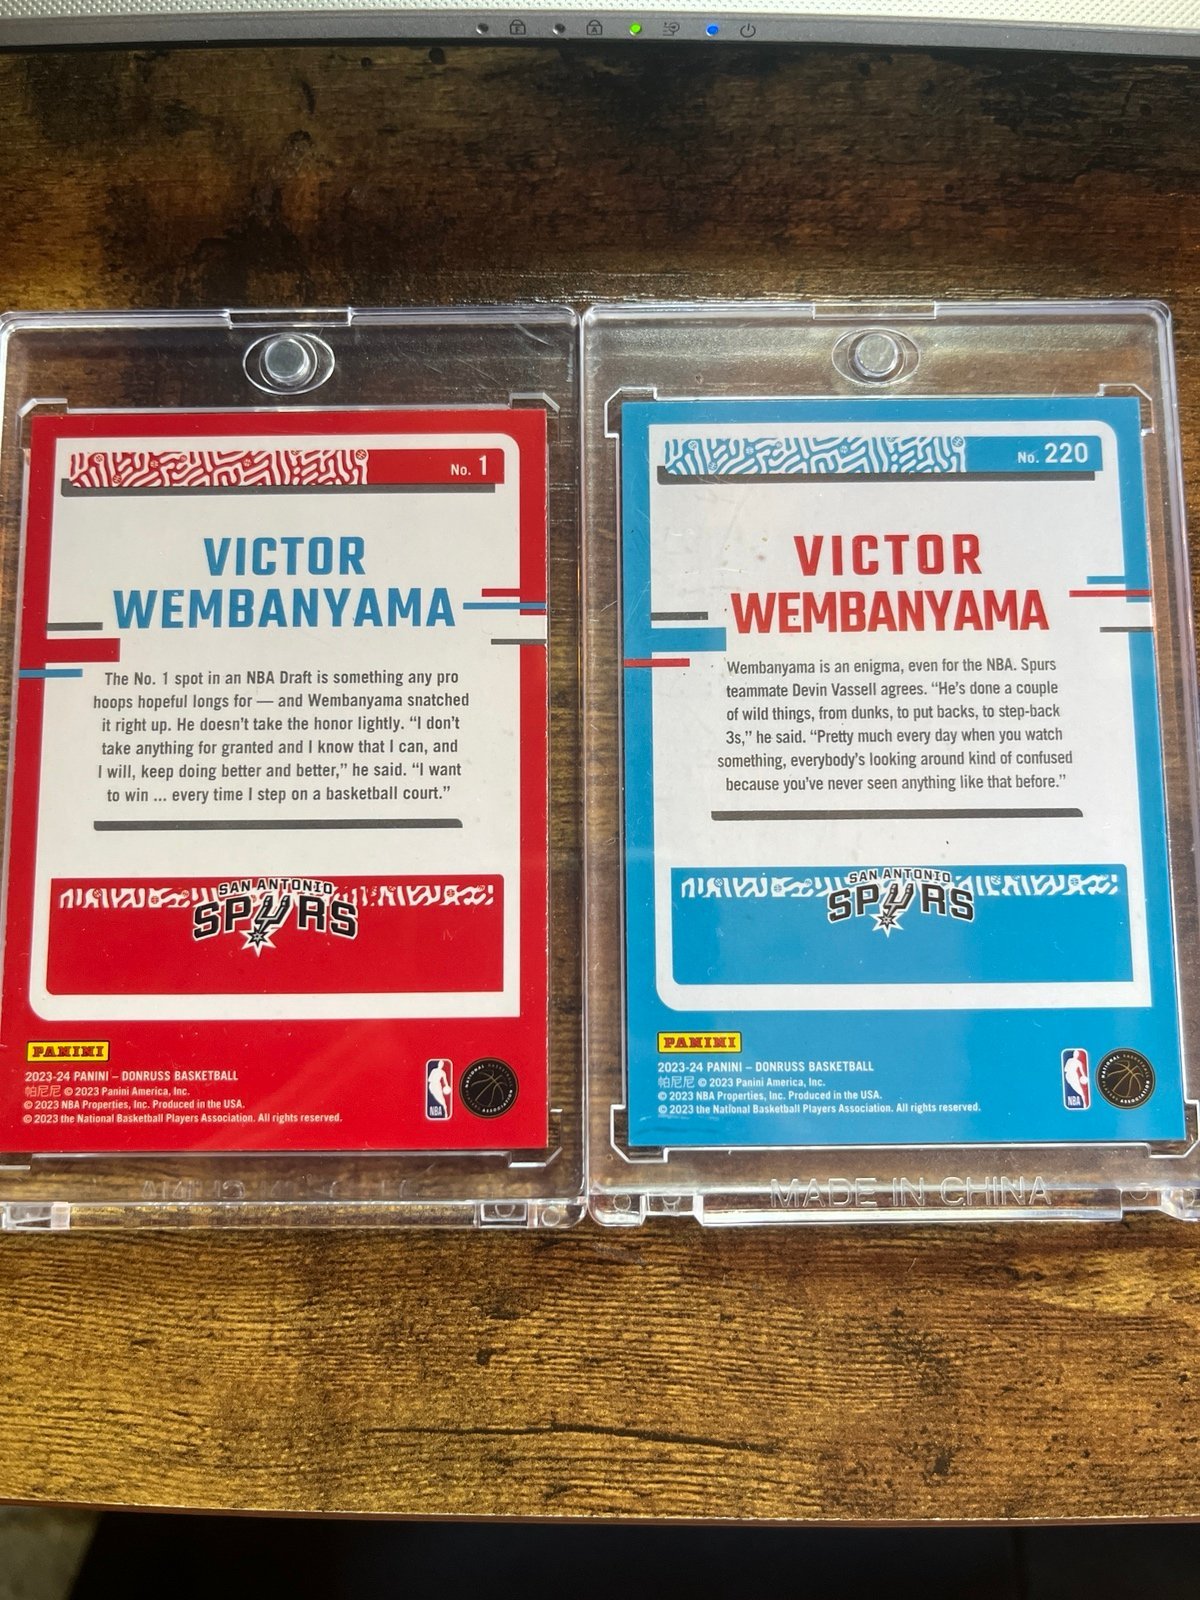 No. 1
VICTOR
WEMBANYAMA
The No. 1 spot in an NBA Draft is something any pro
hoops hopeful longs for — and Wembanyama snatched
it right up. He doesn't take the honor lightly. “I don't
take anything for granted and I know that I can, and
I will, keep doing better and better,” he said. “I want
to win ... every time I step on a basketball court.”
SAN ANTONIO
SPURS
PANINI
2023-24 PANINI – DONRUSS BASKETBALL
帕尼尼 © 2023 Panini America, Inc.
© 2023 NBA Properties, Inc. Produced in the USA.
© 2023 the National Basketball Players Association. All rights reserved.
NBA
No. 220
VICTOR
WEMBANYAMA
Wembanyama is an enigma, even for the NBA. Spurs
teammate Devin Vassell agrees. “He's done a couple
of wild things, from dunks, to put backs, to step-back
3s,” he said. “Pretty much every day when you watch
something, everybody's looking around kind of confused
because you've never seen anything like that before.”
SAN ANTONIO
SPURS
PANINI
2023-24 PANINI – DONRUSS BASKETBALL
帕尼尼 © 2023 Panini America, Inc.
© 2023 NBA Properties, Inc. Produced in the USA.
© 2023 the National Basketball Players Association. All rights reserved.
NBA
MADE IN CHINA